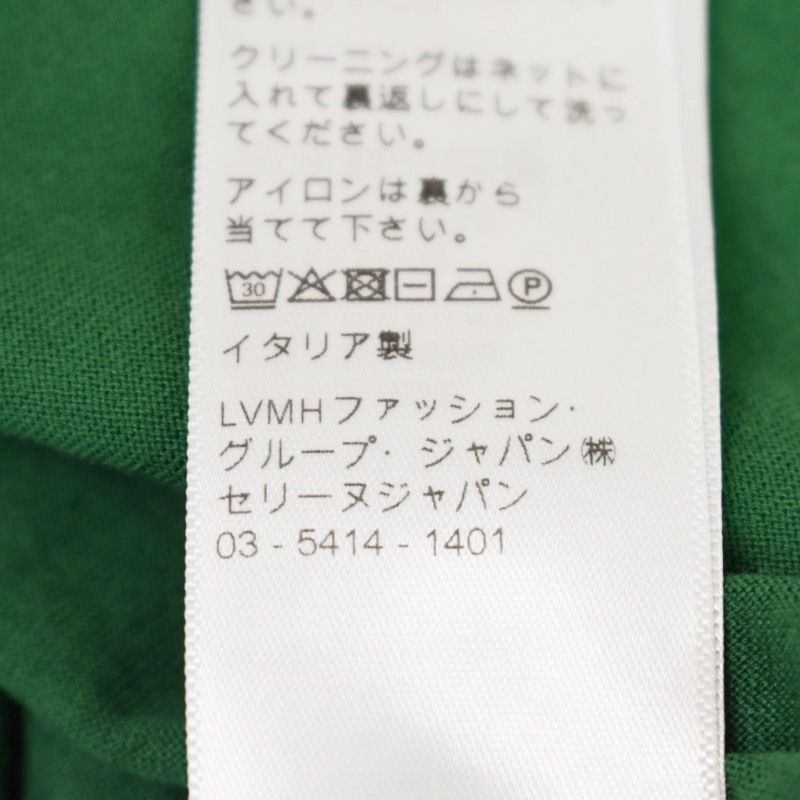 さい。
クリーニングはネットに
入れて裏返しにして洗っ
てください。
アイロンは裏から
当てて下さい。
30 P
イタリア製
LVMHファッション・
グループ・ジャパン㈱
セリーヌジャパン
03 - 5414 - 1401